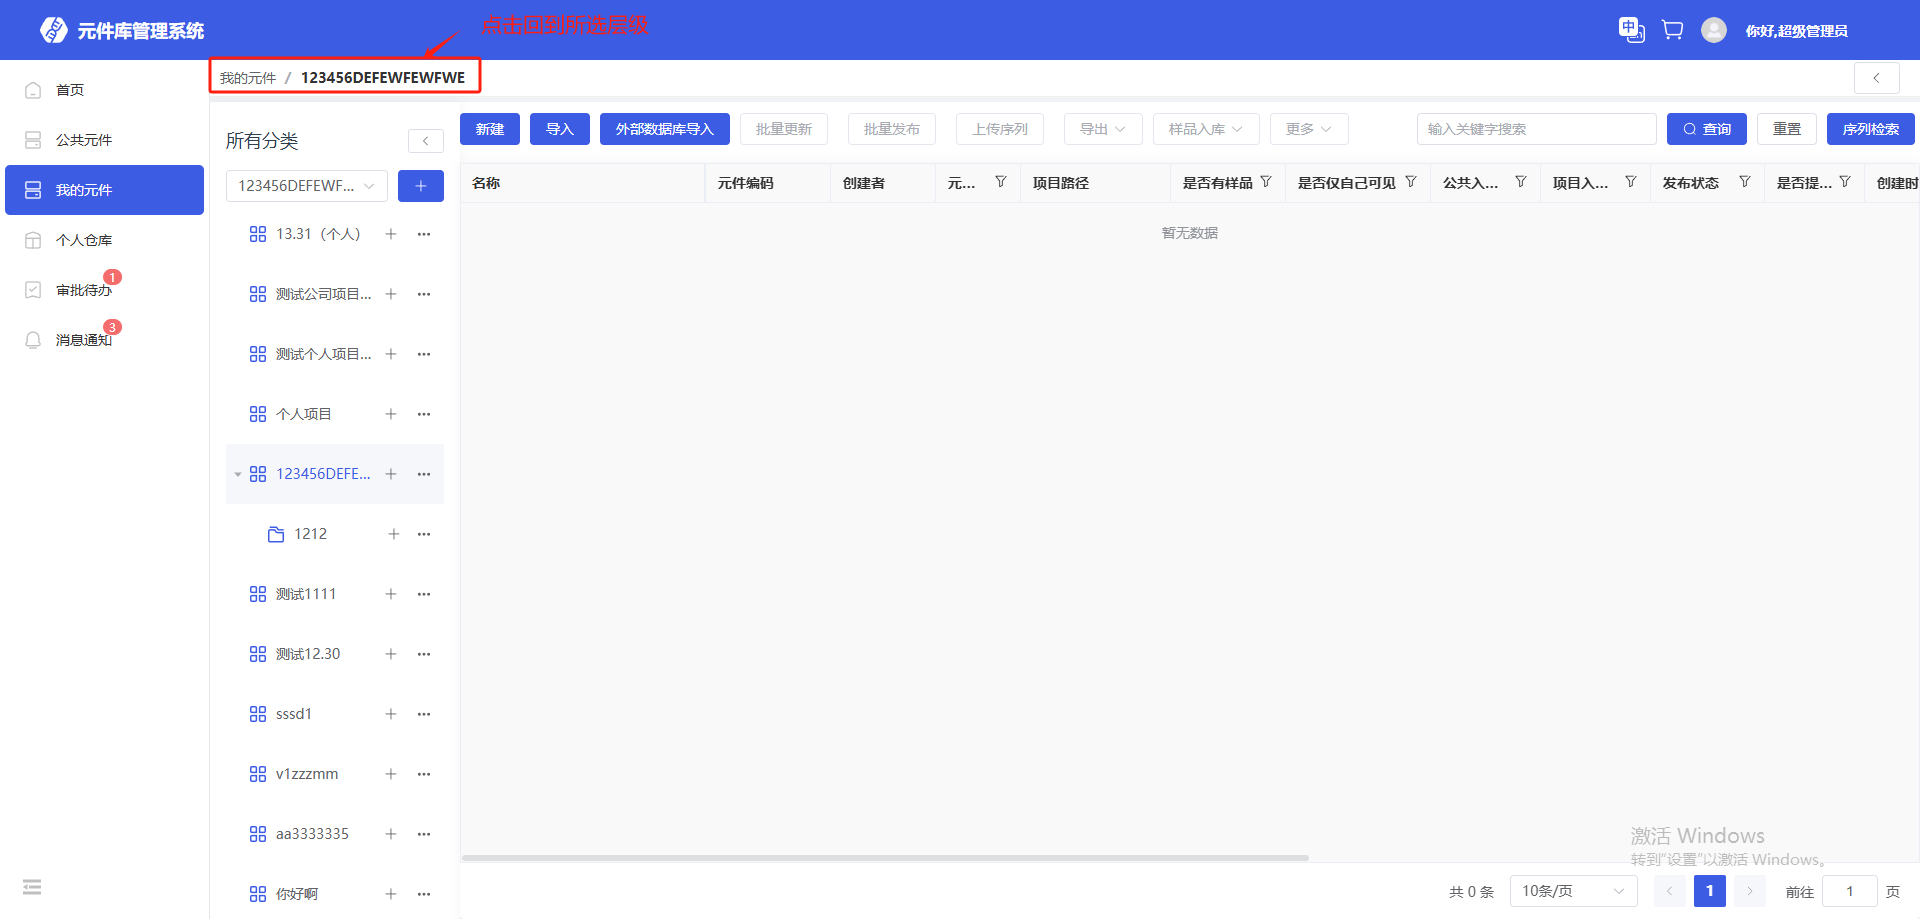 元件库管理系统
点击回到所选层级
中
你好,超级管理员
首页
公共元件
我的元件
个人仓库
审批待办
1
消息通知
3
我的元件 / 123456DEFEWFEWFWE
所有分类
123456DEFEWF...
13.31（个人）
测试公司项目...
测试个人项目...
个人项目
123456DEFE...
1212
测试1111
测试12.30
sssd1
v1zzzmm
aa3333335
你好啊
新建 导入 外部数据库导入 批量更新 批量发布 上传序列 导出 样品入库 更多 输入关键字搜索 查询 重置 序列检索
名称 元件编码 创建者 元... 项目路径 是否有样品 是否仅自己可见 公共入... 项目入... 发布状态 是否提... 创建时
暂无数据
激活 Windows
转到"设置"以激活 Windows。
共 0 条 10条/页 1 前往 1 页